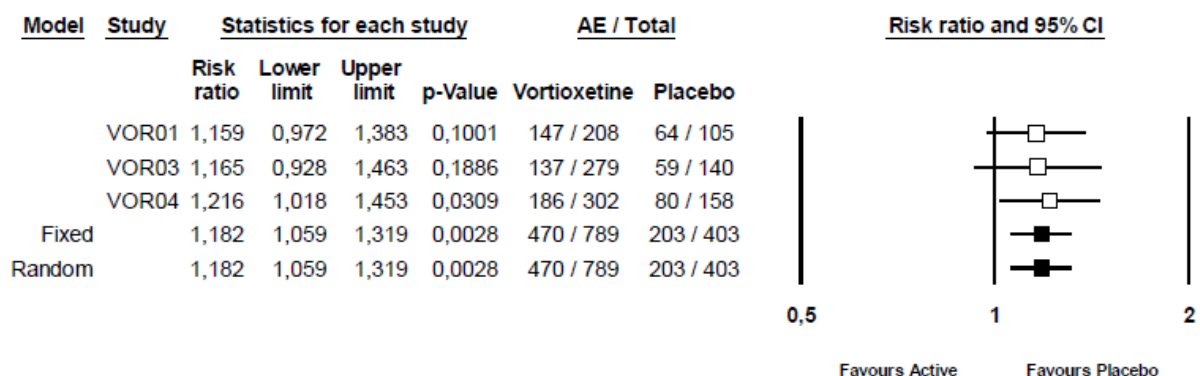 Model Study Statistics for each study AE / Total Risk ratio and 95% CI
Risk ratio Lower limit Upper limit p-Value Vortioxetine Placebo
VOR01 1,159 0,972 1,383 0,1001 147 / 208 64 / 105
VOR03 1,165 0,928 1,463 0,1886 137 / 279 59 / 140
VOR04 1,216 1,018 1,453 0,0309 186 / 302 80 / 158
Fixed 1,182 1,059 1,319 0,0028 470 / 789 203 / 403
Random 1,182 1,059 1,319 0,0028 470 / 789 203 / 403
0,5 1 2
Favours Active Favours Placebo